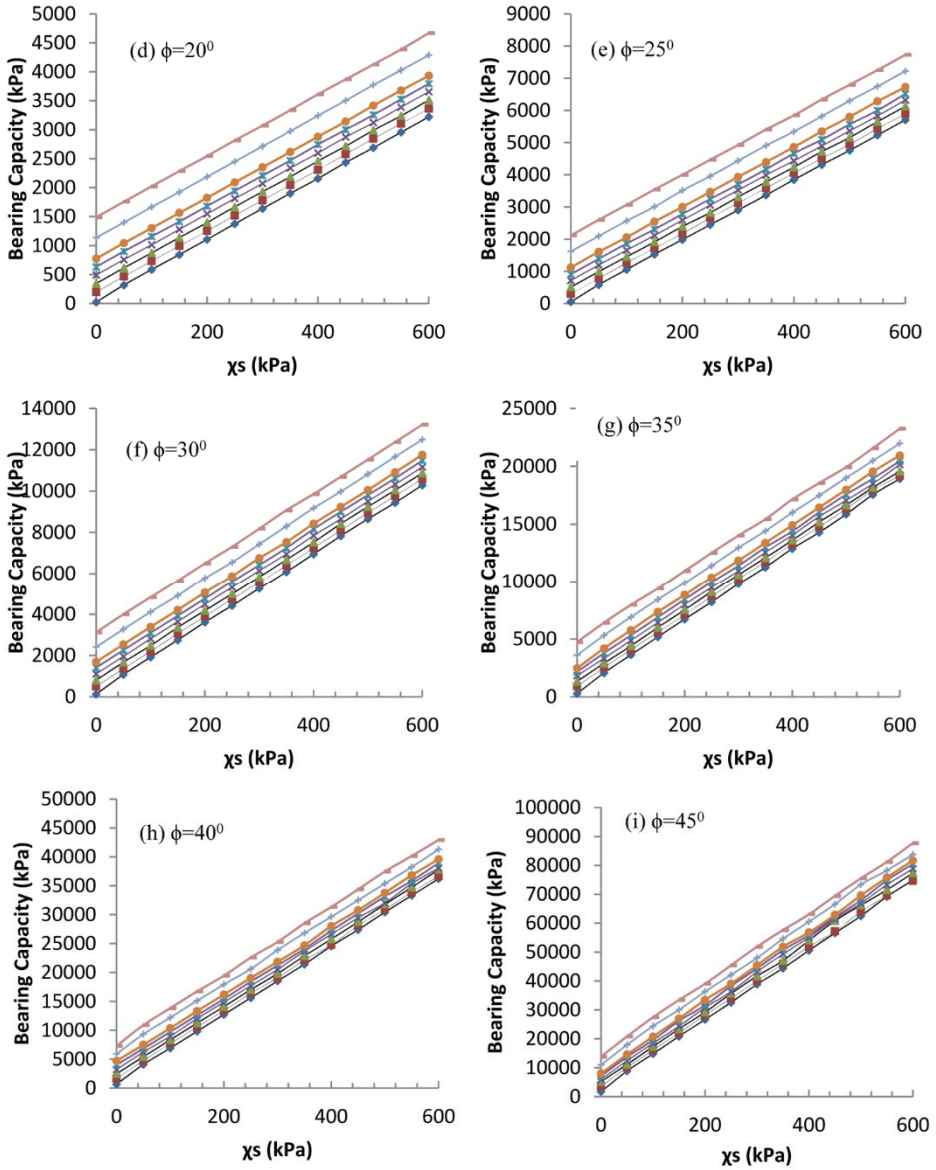 5000
4500
4000
3500
3000
2500
2000
1500
1000
500
0
Bearing Capacity (kPa)
(d) ϕ=20⁰
0 200 400 600
χs (kPa)
9000
8000
7000
6000
5000
4000
3000
2000
1000
0
Bearing Capacity (kPa)
(e) ϕ=25⁰
0 200 400 600
χs (kPa)
14000
12000
10000
8000
6000
4000
2000
0
Bearing Capacity (kPa)
(f) ϕ=30⁰
0 200 400 600
χs (kPa)
25000
20000
15000
10000
5000
0
Bearing Capacity (kPa)
(g) ϕ=35⁰
0 200 400 600
χs (kPa)
50000
45000
40000
35000
30000
25000
20000
15000
10000
5000
0
Bearing Capacity (kPa)
(h) ϕ=40⁰
0 200 400 600
χs (kPa)
100000
90000
80000
70000
60000
50000
40000
30000
20000
10000
0
Bearing Capacity (kPa)
(i) ϕ=45⁰
0 200 400 600
χs (kPa)